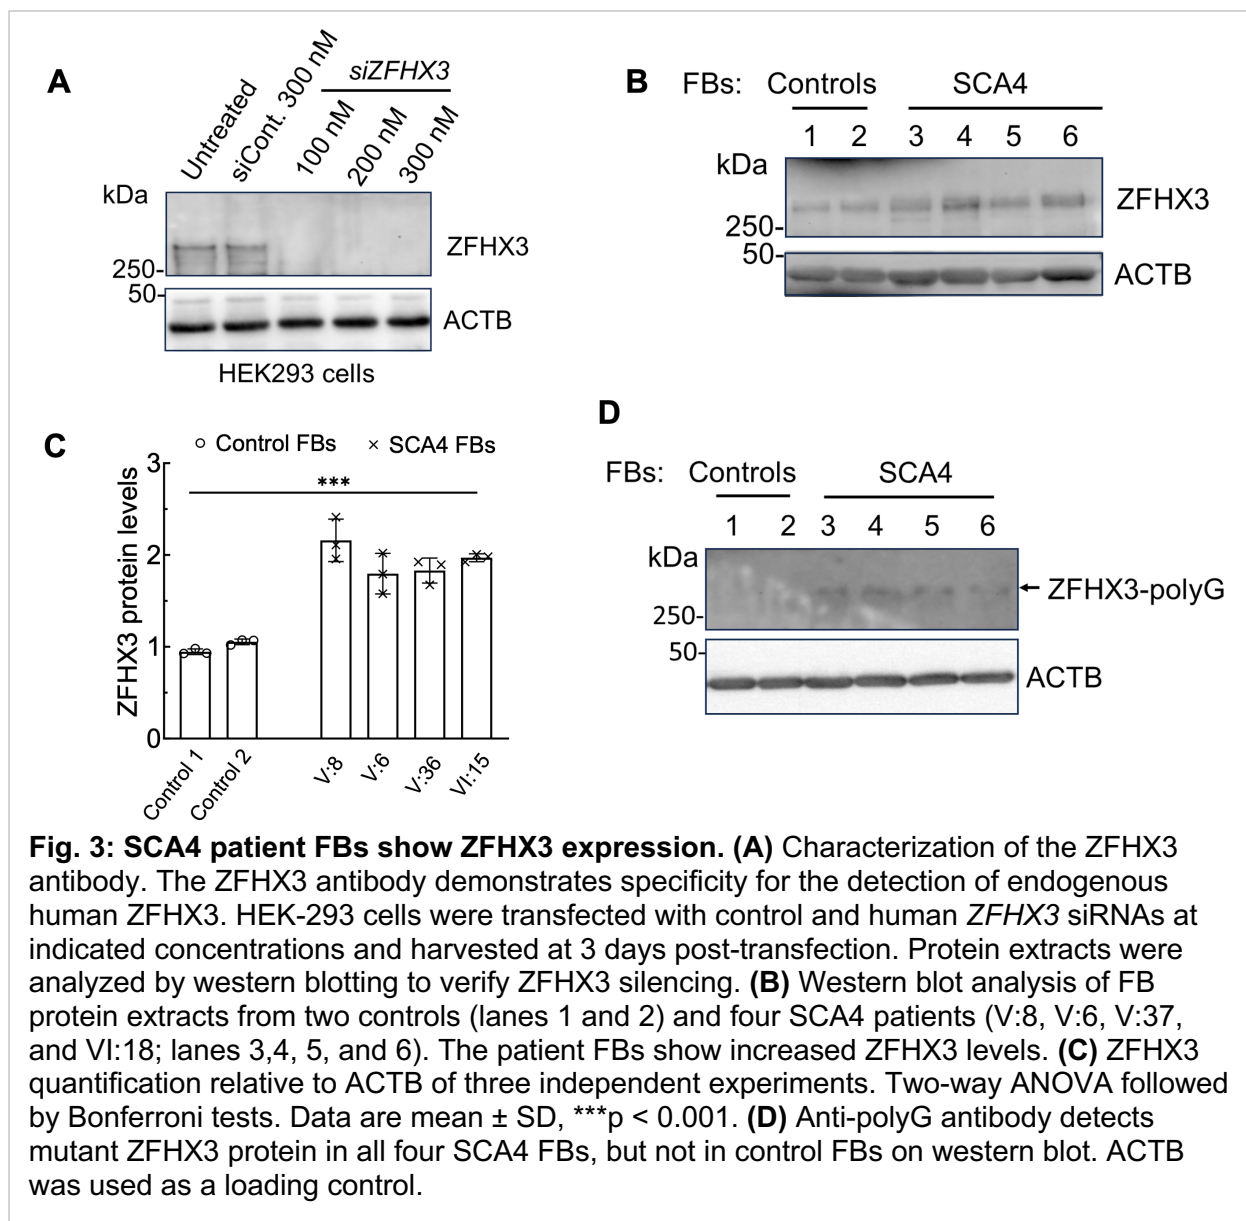 A
Untreated
siCont. 300 nM
siZFHX3
100 nM
200 nM
300 nM
kDa
ZFHX3
250-
50-
ACTB
HEK293 cells
B
FBs: Controls SCA4
1 2 3 4 5 6
kDa
ZFHX3
250-
50-
ACTB
C
Control FBs × SCA4 FBs
***
ZFHX3 protein levels
3
2
1
0
Control 1
Control 2
V:8
V:6
V:36
VI:15
D
FBs: Controls SCA4
1 2 3 4 5 6
kDa
ZFHX3-polyG
250-
50-
ACTB
Fig. 3: SCA4 patient FBs show ZFHX3 expression. (A) Characterization of the ZFHX3
antibody. The ZFHX3 antibody demonstrates specificity for the detection of endogenous
human ZFHX3. HEK-293 cells were transfected with control and human ZFHX3 siRNAs at
indicated concentrations and harvested at 3 days post-transfection. Protein extracts were
analyzed by western blotting to verify ZFHX3 silencing. (B) Western blot analysis of FB
protein extracts from two controls (lanes 1 and 2) and four SCA4 patients (V:8, V:6, V:37,
and VI:18; lanes 3,4, 5, and 6). The patient FBs show increased ZFHX3 levels. (C) ZFHX3
quantification relative to ACTB of three independent experiments. Two-way ANOVA followed
by Bonferroni tests. Data are mean ± SD, ***p < 0.001. (D) Anti-polyG antibody detects
mutant ZFHX3 protein in all four SCA4 FBs, but not in control FBs on western blot. ACTB
was used as a loading control.